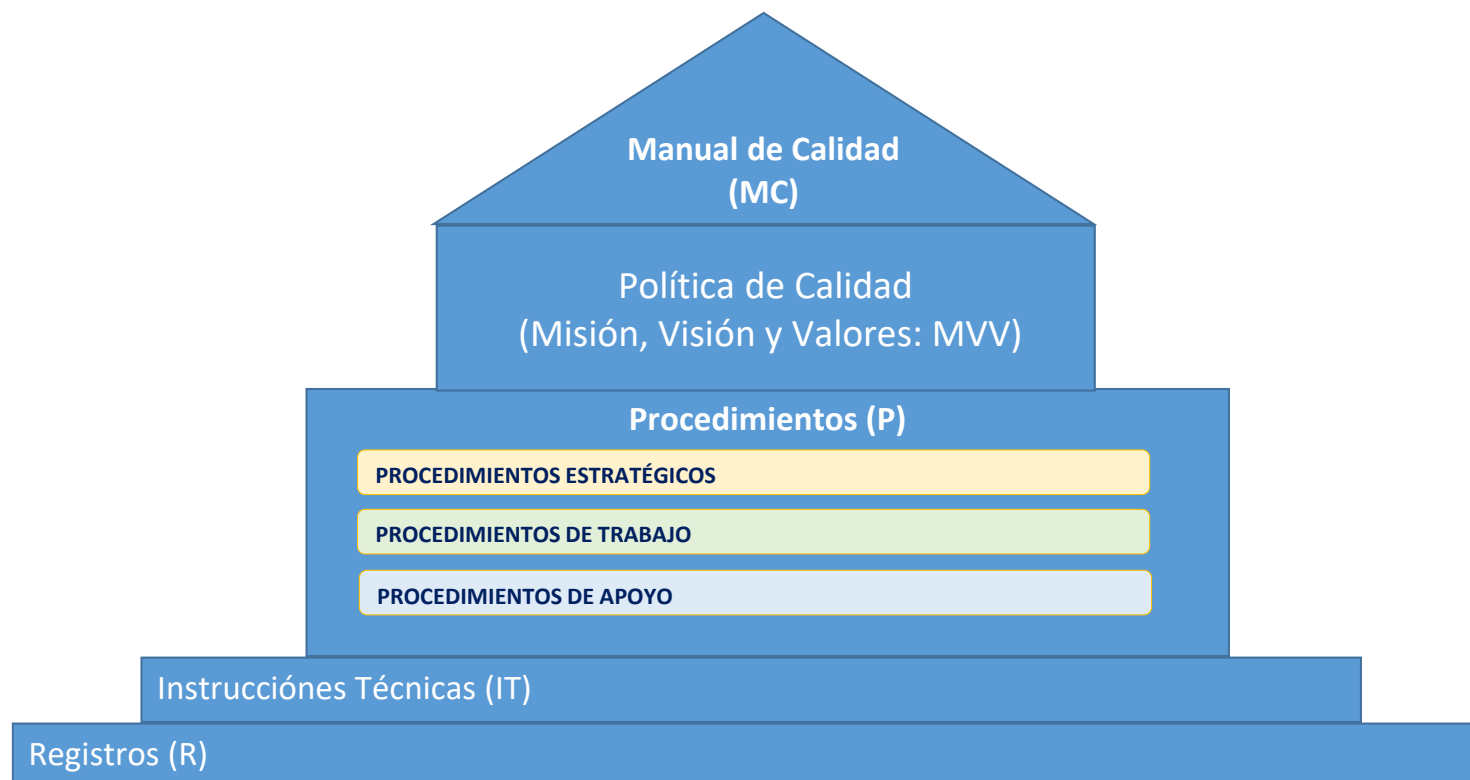 Manual de Calidad
(MC)
Política de Calidad
(Misión, Visión y Valores: MVV)
Procedimientos (P)
PROCEDIMIENTOS ESTRATÉGICOS
PROCEDIMIENTOS DE TRABAJO
PROCEDIMIENTOS DE APOYO
Instrucciónes Técnicas (IT)
Registros (R)